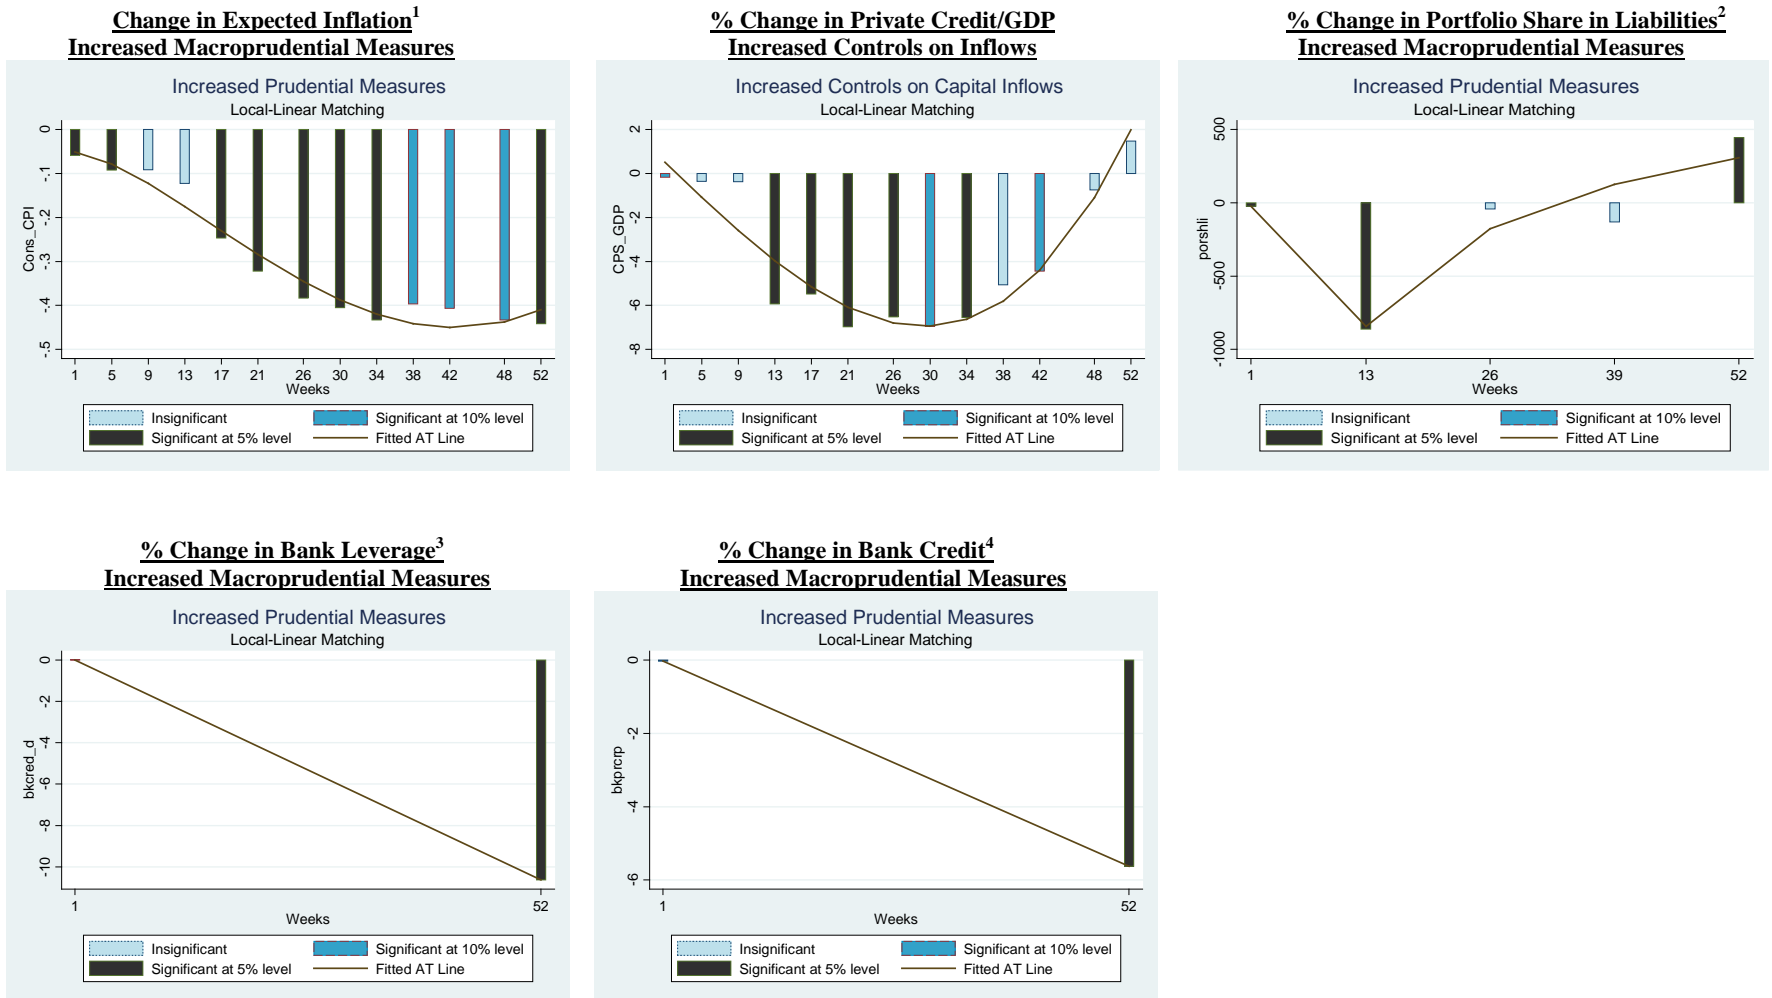 Change in Expected Inflation1
Increased Macroprudential Measures
Increased Prudential Measures
Local-Linear Matching
Cons_CPI
0
-.1
-.2
-.3
-.4
-.5
1 5 9 13 17 21 26 30 34 38 42 48 52
Weeks
Insignificant
Significant at 10% level
Significant at 5% level
Fitted AT Line
% Change in Private Credit/GDP
Increased Controls on Inflows
Increased Controls on Capital Inflows
Local-Linear Matching
CPS_GDP
2
0
-2
-4
-6
-8
1 5 9 13 17 21 26 30 34 38 42 48 52
Weeks
Insignificant
Significant at 10% level
Significant at 5% level
Fitted AT Line
% Change in Portfolio Share in Liabilities2
Increased Macroprudential Measures
Increased Prudential Measures
Local-Linear Matching
porshli
500
0
-500
-1000
1 13 26 39 52
Weeks
Insignificant
Significant at 10% level
Significant at 5% level
Fitted AT Line
% Change in Bank Leverage3
Increased Macroprudential Measures
Increased Prudential Measures
Local-Linear Matching
bkcred_d
0
-2
-4
-6
-8
-10
1 52
Weeks
Insignificant
Significant at 10% level
Significant at 5% level
Fitted AT Line
% Change in Bank Credit4
Increased Macroprudential Measures
Increased Prudential Measures
Local-Linear Matching
bkprcrp
0
-2
-4
-6
1 52
Weeks
Insignificant
Significant at 10% level
Significant at 5% level
Fitted AT Line